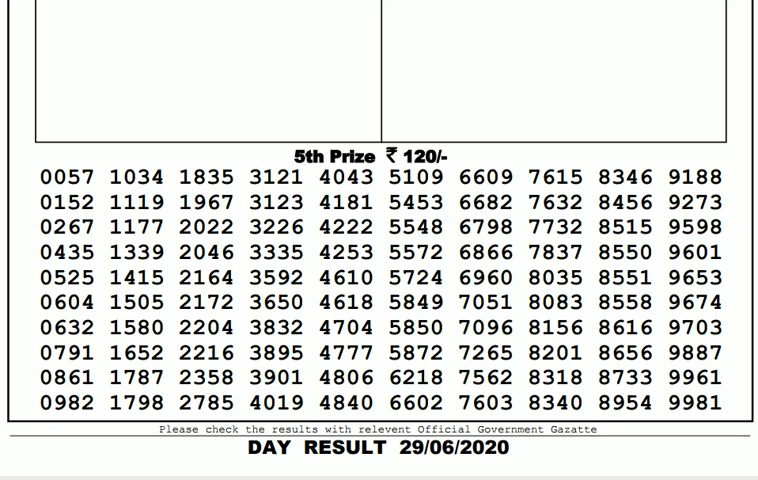 5th Prize ₹ 120/-
0057 1034 1835 3121 4043 5109 6609 7615 8346 9188
0152 1119 1967 3123 4181 5453 6682 7632 8456 9273
0267 1177 2022 3226 4222 5548 6798 7732 8515 9598
0435 1339 2046 3335 4253 5572 6866 7837 8550 9601
0525 1415 2164 3592 4610 5724 6960 8035 8551 9653
0604 1505 2172 3650 4618 5849 7051 8083 8558 9674
0632 1580 2204 3832 4704 5850 7096 8156 8616 9703
0791 1652 2216 3895 4777 5872 7265 8201 8656 9887
0861 1787 2358 3901 4806 6218 7562 8318 8733 9961
0982 1798 2785 4019 4840 6602 7603 8340 8954 9981
Please check the results with relevent Official Government Gazatte
DAY RESULT 29/06/2020